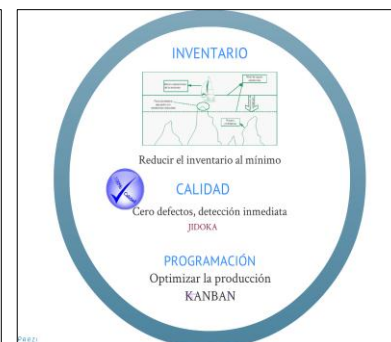 INVENTARIO
Reducir el inventario al mínimo
CALIDAD
Cero defectos, detección inmediata
JIDOKA
PROGRAMACIÓN
Optimizar la producción
KANBAN
Prezi